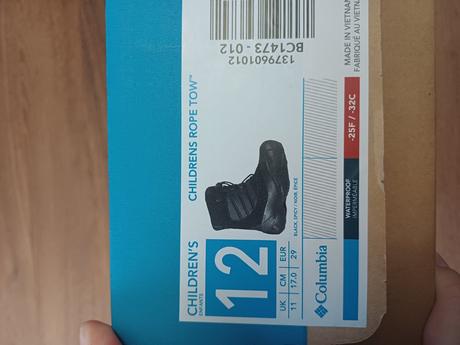 CHILDREN'S
ENFANTS
CHILDRENS ROPE TOW™
12
1379601012
BC1473 - 012
UK CM EUR
11 17.0 29
BLACK, SPICY / NOIR, ÉPICÉ
Columbia
WATERPROOF
IMPERMÉABLE
-25F / -32C
MADE IN VIETNAM
FABRIQUÉ AU VIETNAM